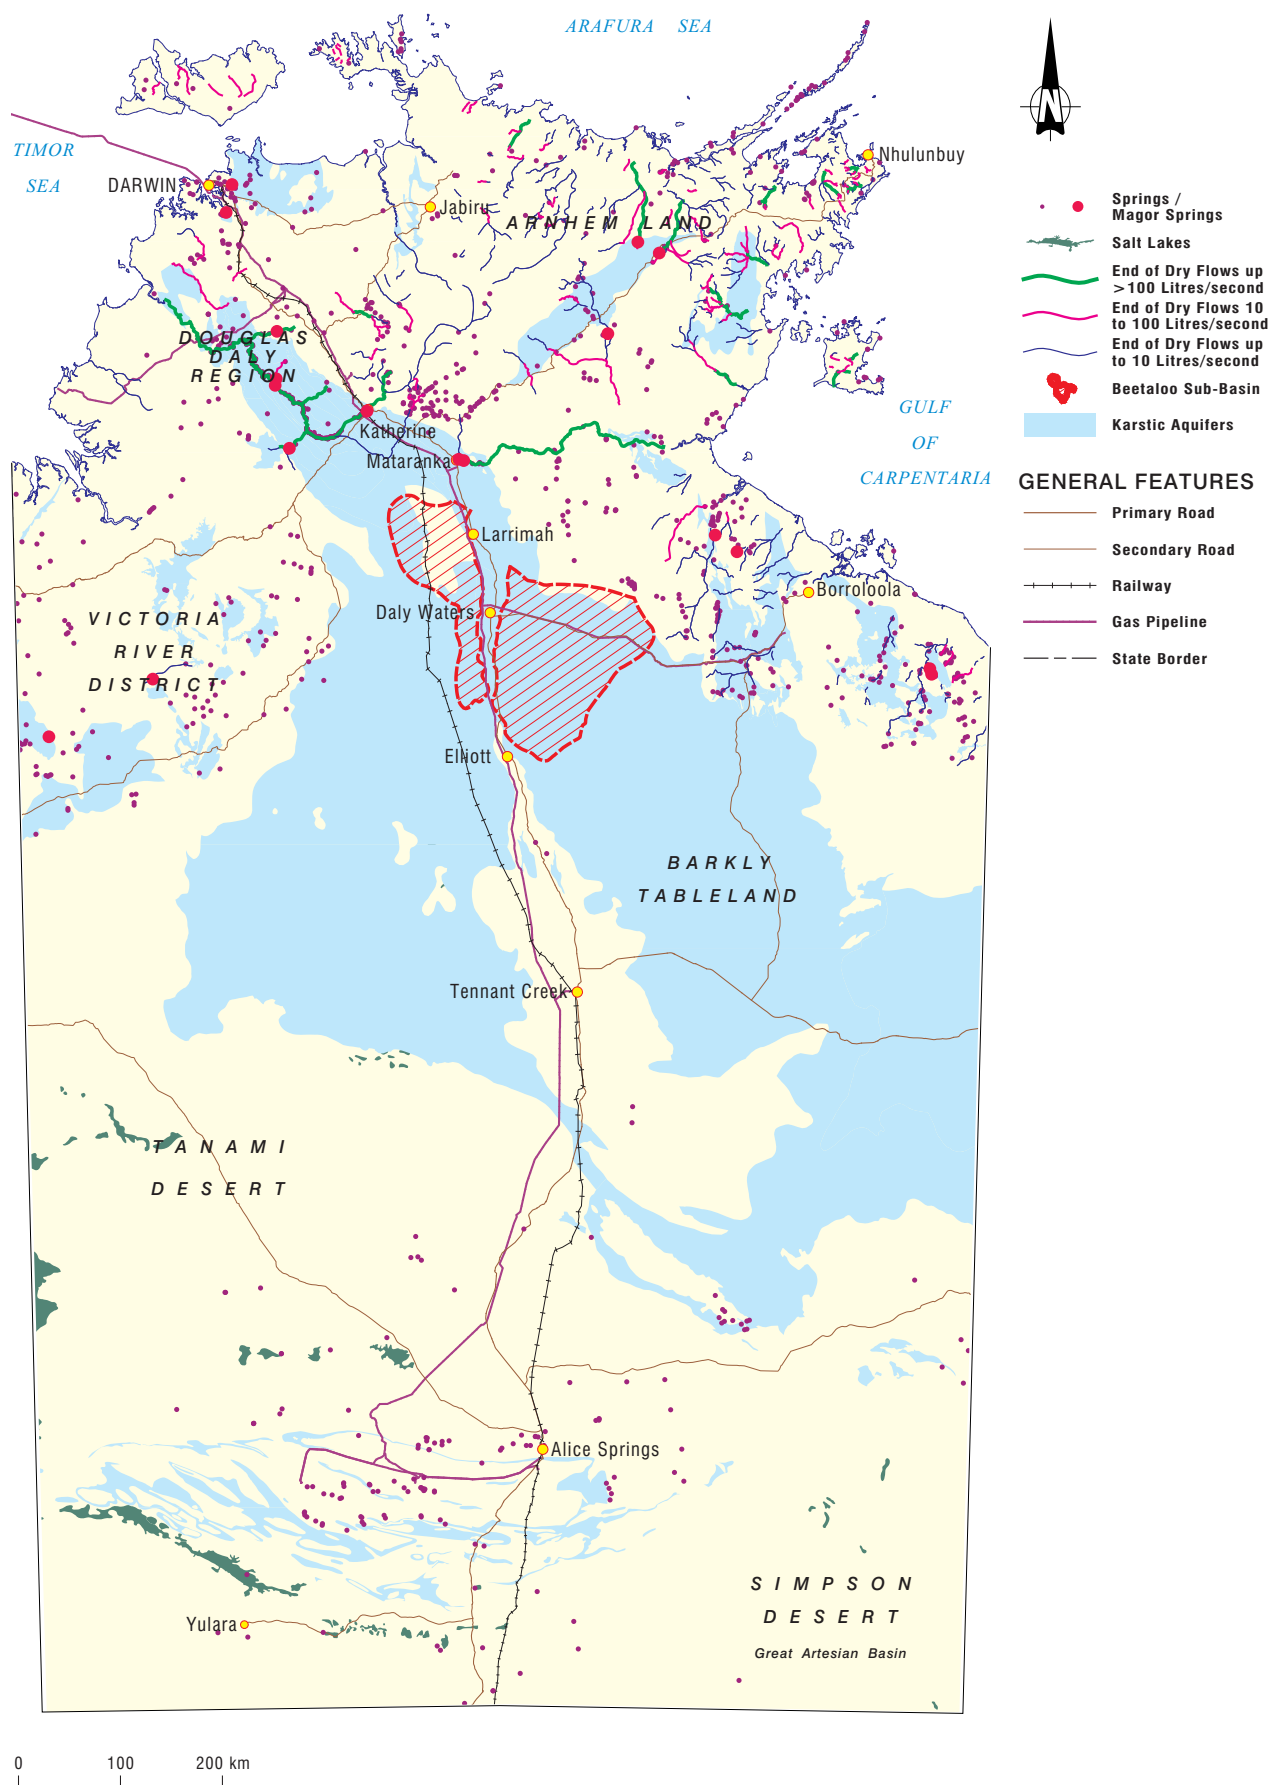 ARAFURA SEA
TIMOR
SEA
DARWIN
Jabiru
Nhulunbuy
ARNHEM LAND
DOUGLAS
DALY
REGION
Katherine
Mataranka
GULF
OF
CARPENTARIA
Larrimah
Daly Waters
Borroloola
VICTORIA
RIVER
DISTRICT
Elliott
BARKLY
TABLELAND
Tennant Creek
TANAMI
DESERT
Alice Springs
SIMPSON
DESERT
Great Artesian Basin
Yulara
0 100 200 km
N
Springs /
Magor Springs
Salt Lakes
End of Dry Flows up
>100 Litres/second
End of Dry Flows 10
to 100 Litres/second
End of Dry Flows up
to 10 Litres/second
Beetaloo Sub-Basin
Karstic Aquifers
GENERAL FEATURES
Primary Road
Secondary Road
Railway
Gas Pipeline
State Border